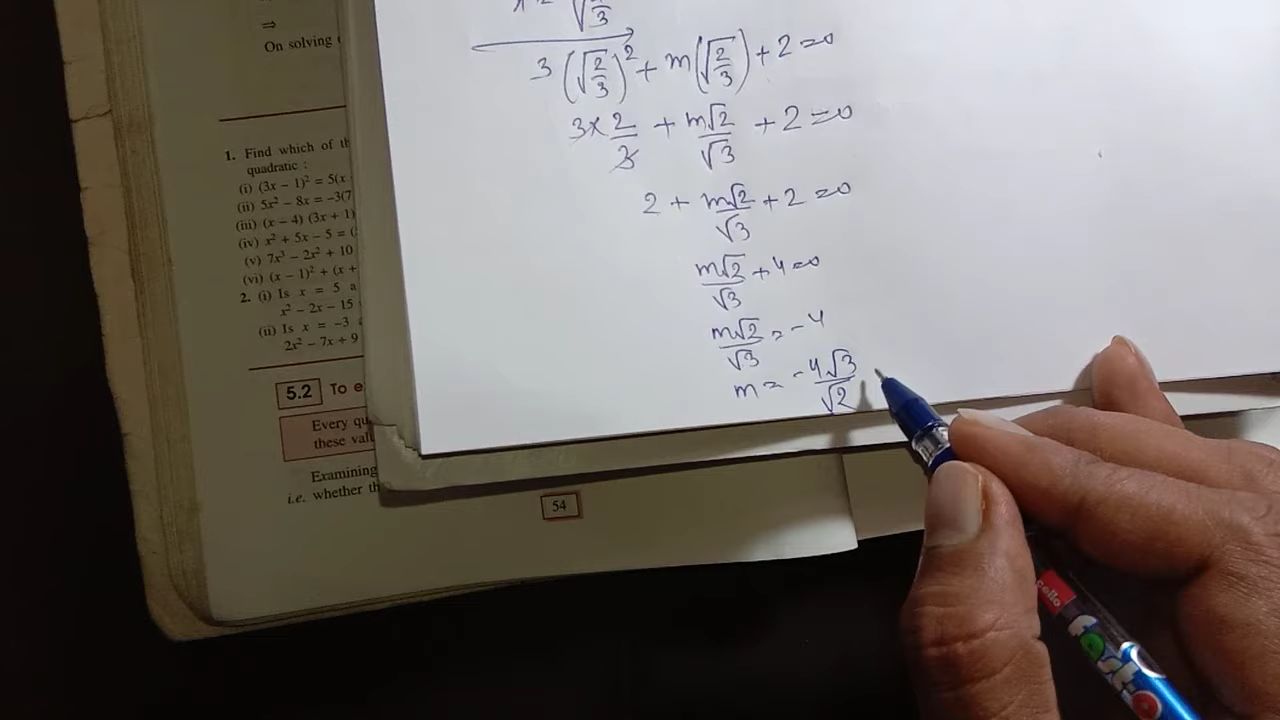 ⇒
On solving
1. Find which of th
quadratic :
(i) (3x − 1)² = 5(x
(ii) 5x² − 8x = −3(7
(iii) (x − 4) (3x + 1)
(iv) x² + 5x − 5 = (
(v) 7x³ − 2x² + 10
(vi) (x − 1)² + (x +
2. (i) Is x = 5 a
x² − 2x − 15
(ii) Is x = −3
2x² − 7x + 9
5.2 To e
Every qu
these val
Examining
i.e. whether th
54
3(√(2/3))² + m(√(2/3)) + 2 = 0
3 × 2/3 + m√2/√3 + 2 = 0
2 + m√2/√3 + 2 = 0
m√2/√3 + 4 = 0
m√2/√3 = −4
m = −4√3/√2
cello